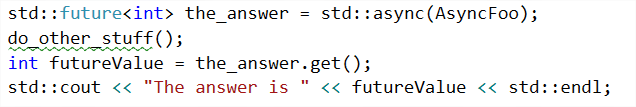 std::future<int> the_answer = std::async(AsyncFoo);
do_other_stuff();
int futureValue = the_answer.get();
std::cout << "The answer is " << futureValue << std::endl;